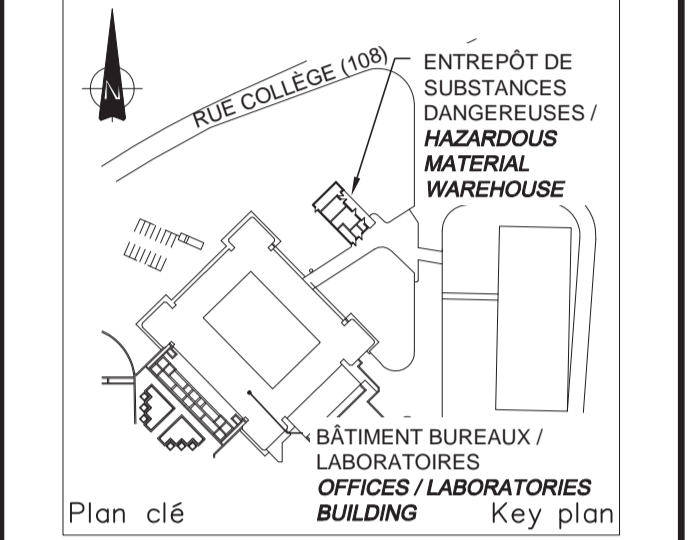 N
RUE COLLÈGE (108)
ENTREPÔT DE
SUBSTANCES
DANGEREUSES /
HAZARDOUS
MATERIAL
WAREHOUSE
BÂTIMENT BUREAUX /
LABORATOIRES
OFFICES / LABORATORIES
BUILDING
Plan clé
Key plan